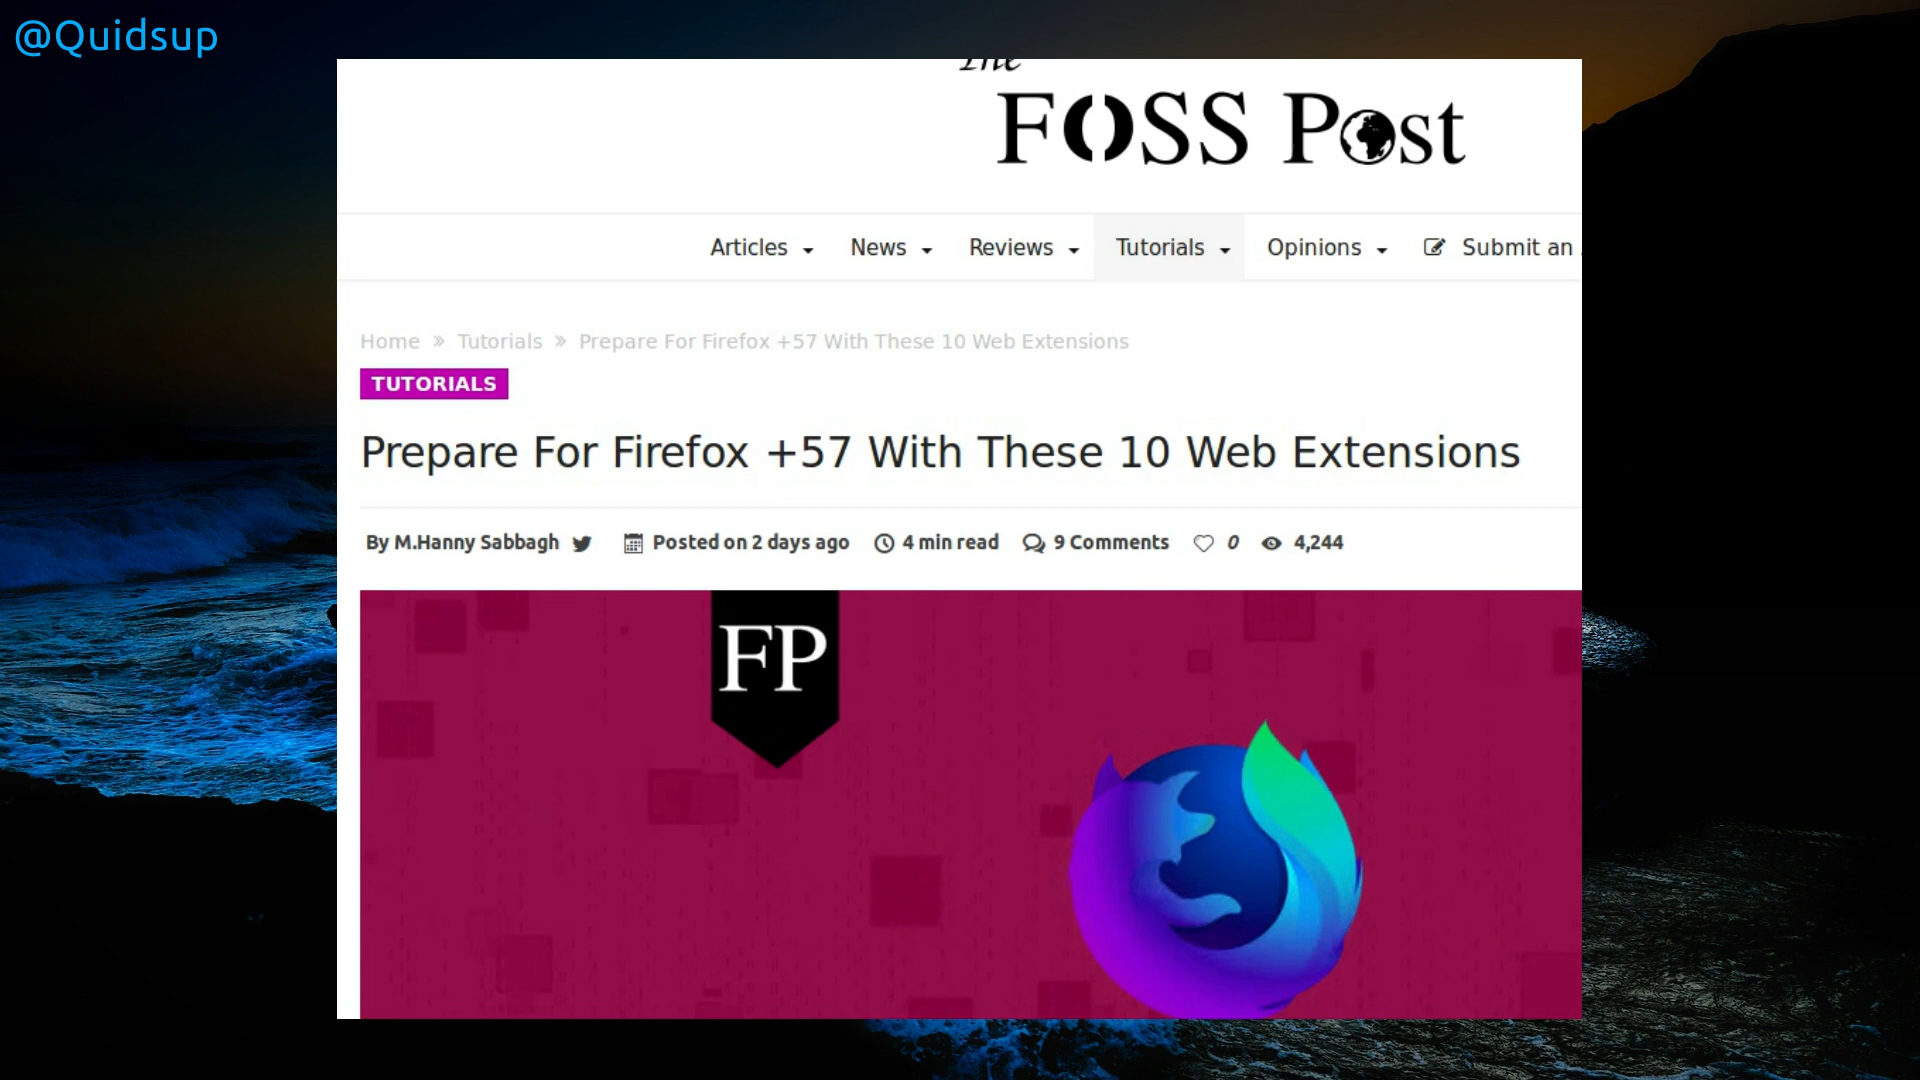 @Quidsup
The
FOSS Post
Articles News Reviews Tutorials Opinions Submit an
Home » Tutorials » Prepare For Firefox +57 With These 10 Web Extensions
TUTORIALS
Prepare For Firefox +57 With These 10 Web Extensions
By M.Hanny Sabbagh Posted on 2 days ago 4 min read 9 Comments 0 4,244
FP